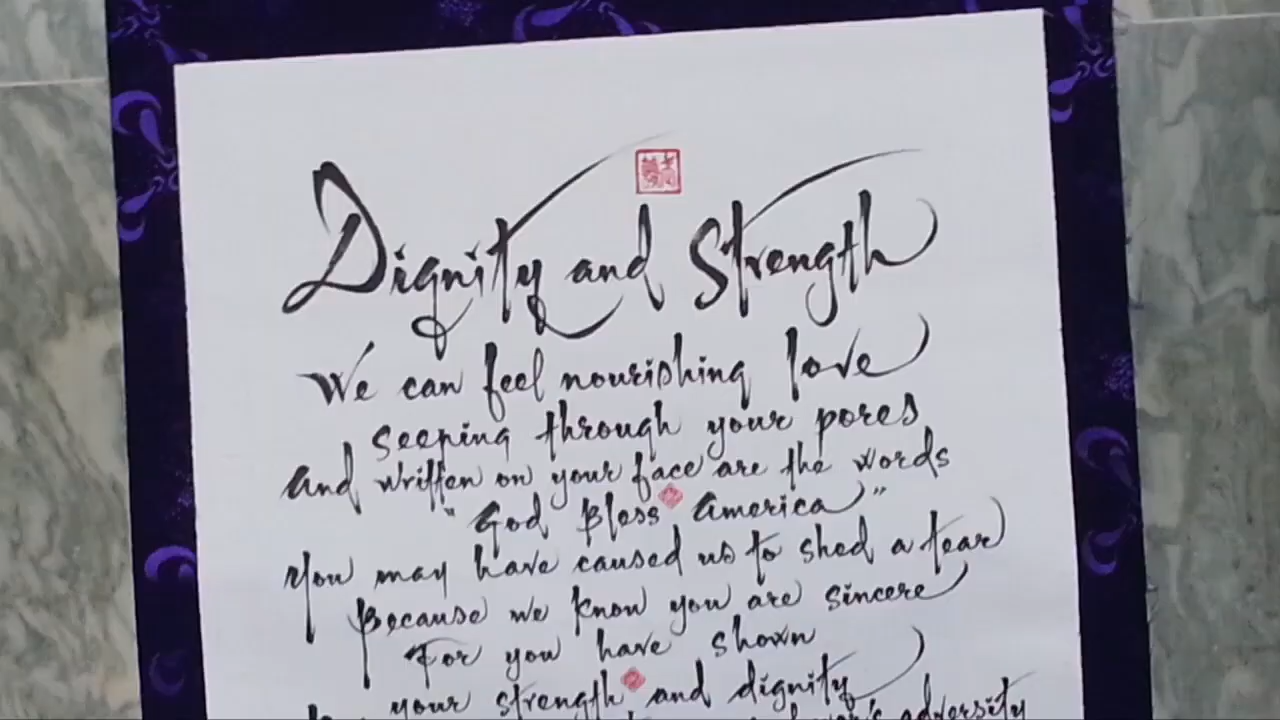 Dignity and Strength
We can feel nourishing love
seeping through your pores
and written on your face are the words
"God Bless America"
You may have caused us to shed a tear
Because we know you are sincere
For you have shown
your strength and dignity
adversity